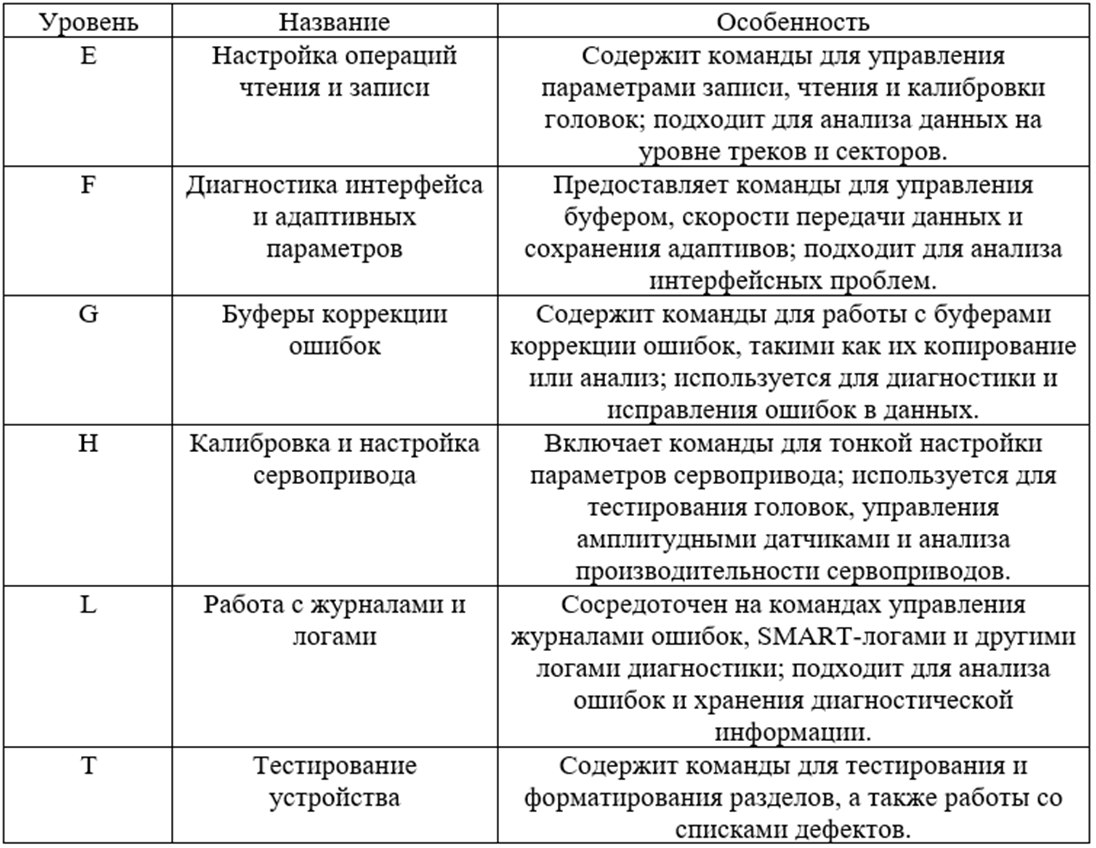 Уровень Название Особенность
E Настройка операций Содержит команды для управления
чтения и записи параметрами записи, чтения и калибровки
головок; подходит для анализа данных на
уровне треков и секторов.
F Диагностика интерфейса Предоставляет команды для управления
и адаптивных буфером, скорости передачи данных и
параметров сохранения адаптивов; подходит для анализа
интерфейсных проблем.
G Буферы коррекции Содержит команды для работы с буферами
ошибок коррекции ошибок, такими как их копирование
или анализ; используется для диагностики и
исправления ошибок в данных.
H Калибровка и настройка Включает команды для тонкой настройки
сервопривода параметров сервопривода; используется для
тестирования головок, управления
амплитудными датчиками и анализа
производительности сервоприводов.
L Работа с журналами и Сосредоточен на командах управления
логами журналами ошибок, SMART-логами и другими
логами диагностики; подходит для анализа
ошибок и хранения диагностической
информации.
T Тестирование Содержит команды для тестирования и
устройства форматирования разделов, а также работы со
списками дефектов.